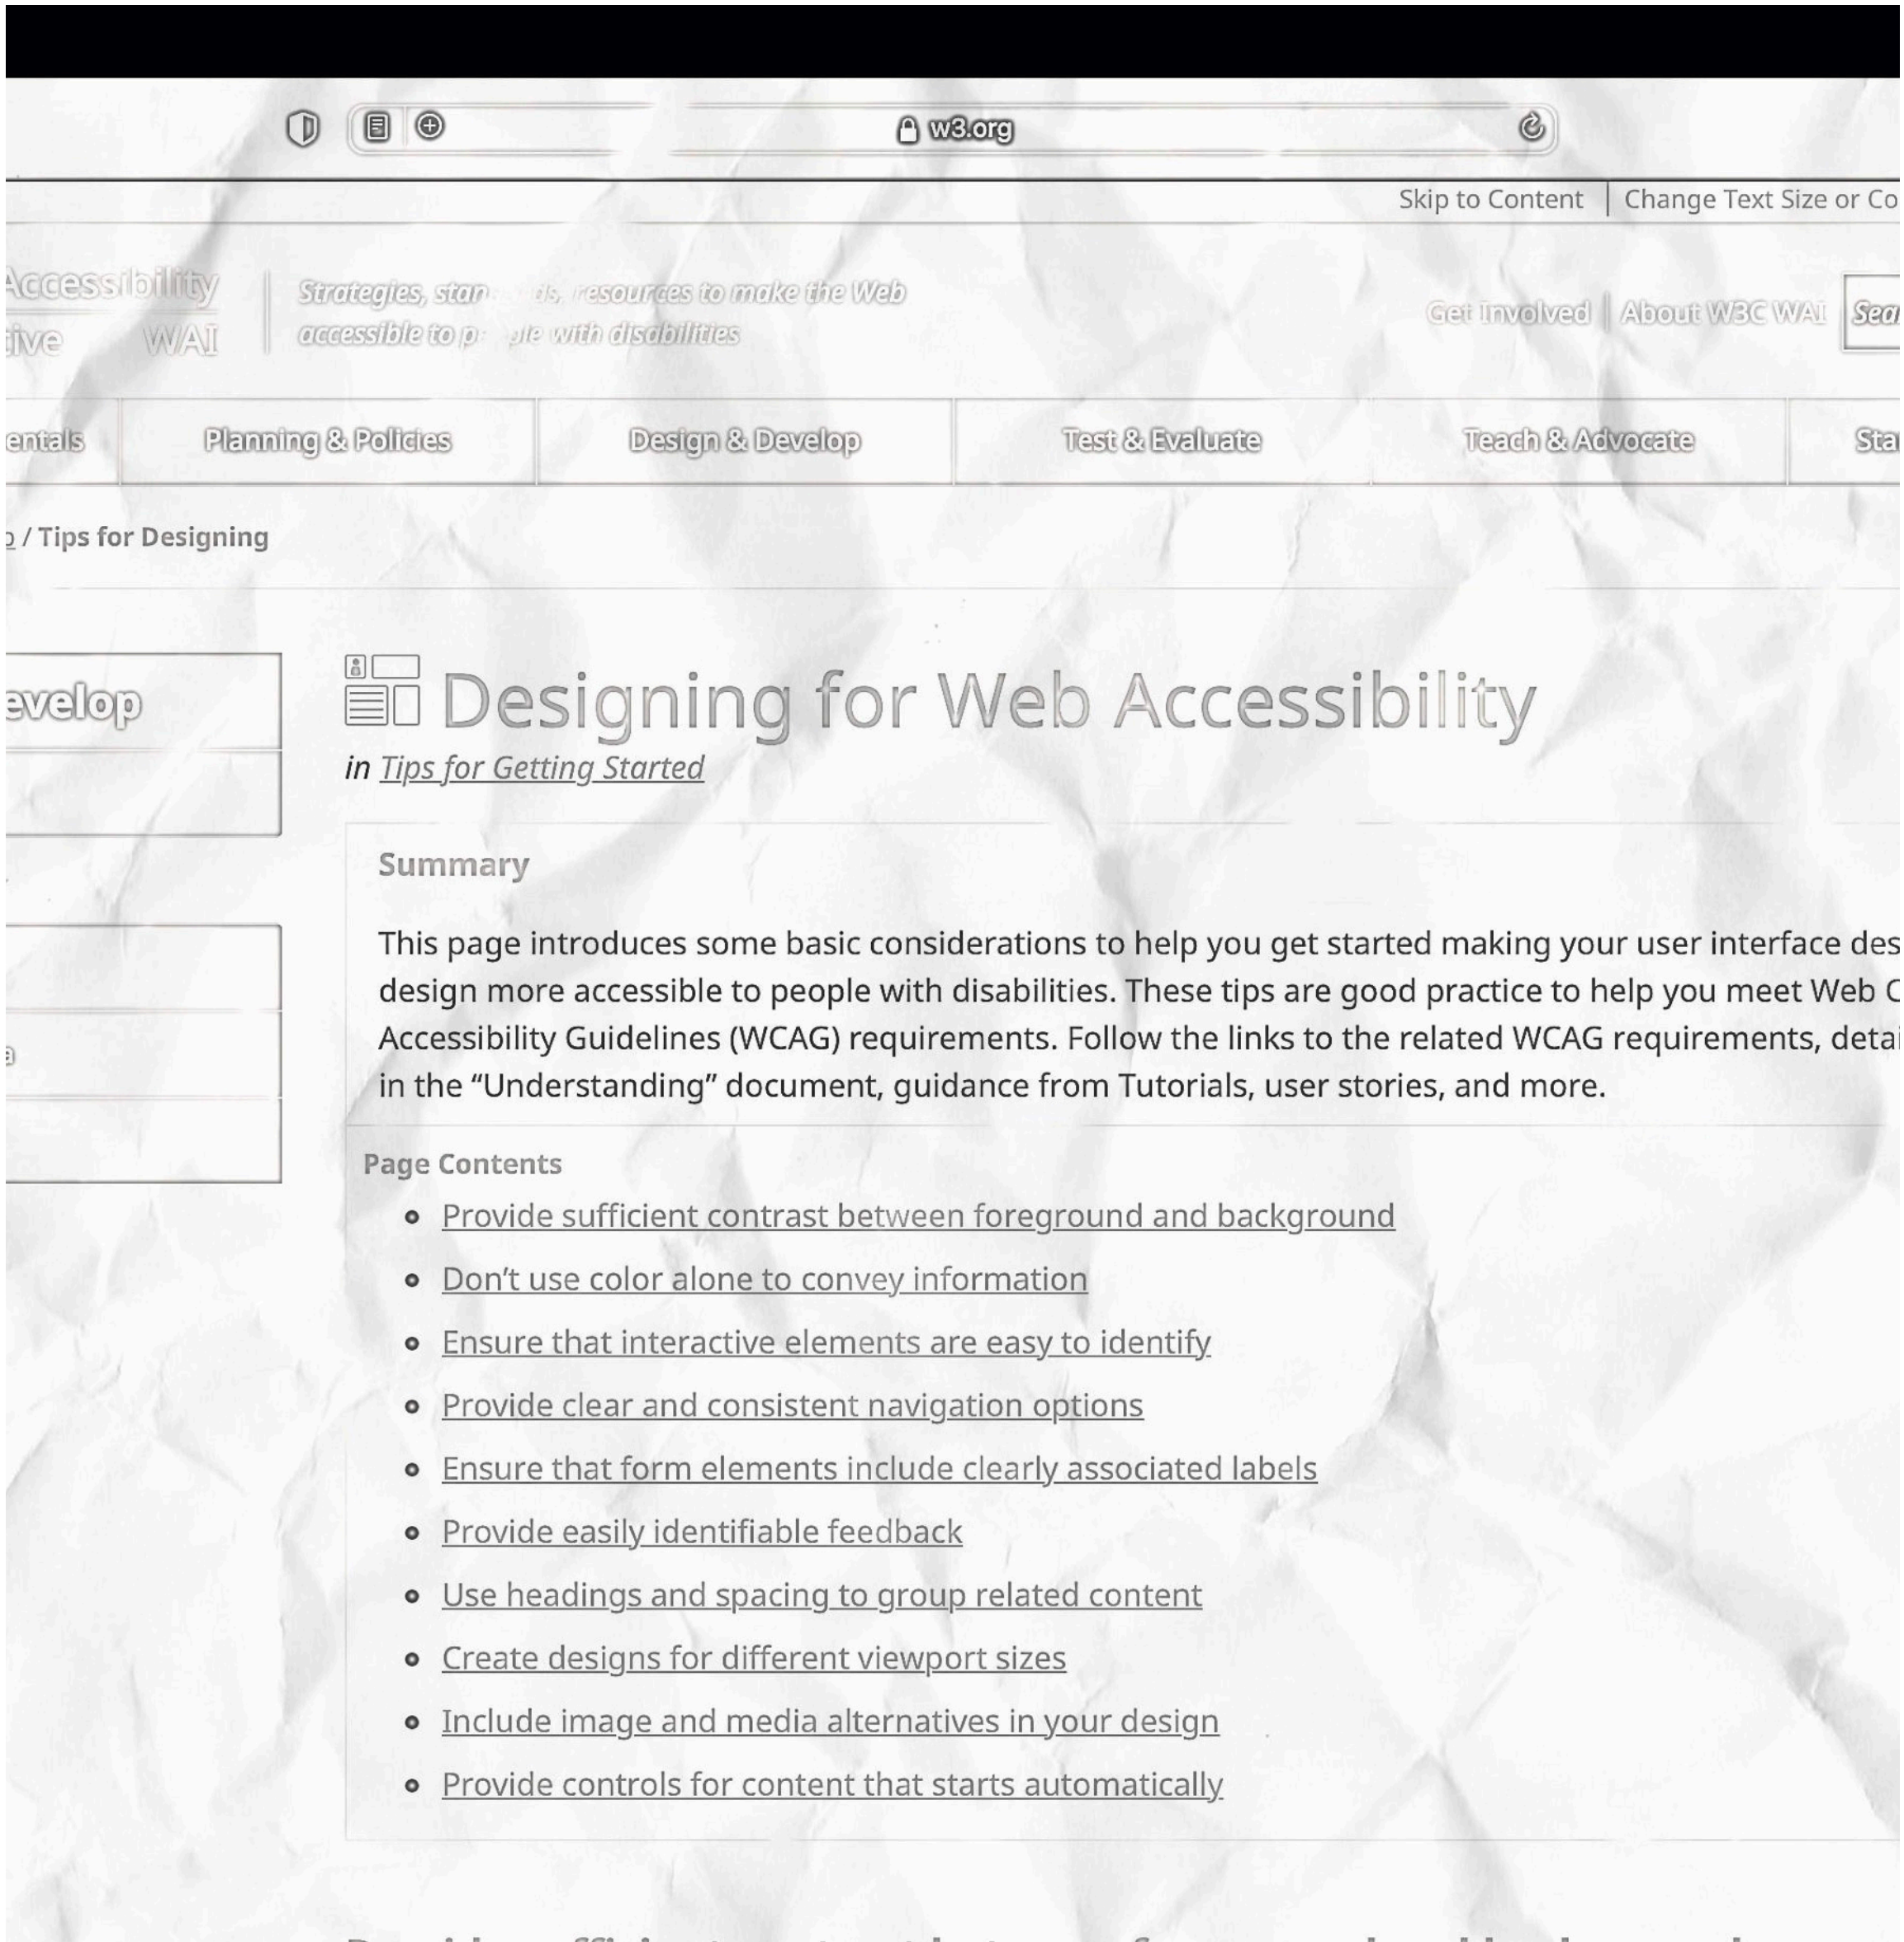 w3.org
Skip to Content | Change Text Size or Co
Accessibility
tive WAI
Strategies, resources to make the Web
accessible to with disabilities
Get Involved | About W3C WAI
Sear
entals
Planning & Policies
Design & Develop
Test & Evaluate
Teach & Advocate
Sta
/ Tips for Designing
evelop
Designing for Web Accessibility
in Tips for Getting Started
Summary
This page introduces some basic considerations to help you get started making your user interface des
design more accessible to people with disabilities. These tips are good practice to help you meet Web C
Accessibility Guidelines (WCAG) requirements. Follow the links to the related WCAG requirements, detai
in the “Understanding” document, guidance from Tutorials, user stories, and more.
a
Page Contents
Provide sufficient contrast between foreground and background
Don’t use color alone to convey information
Ensure that interactive elements are easy to identify
Provide clear and consistent navigation options
Ensure that form elements include clearly associated labels
Provide easily identifiable feedback
Use headings and spacing to group related content
Create designs for different viewport sizes
Include image and media alternatives in your design
Provide controls for content that starts automatically